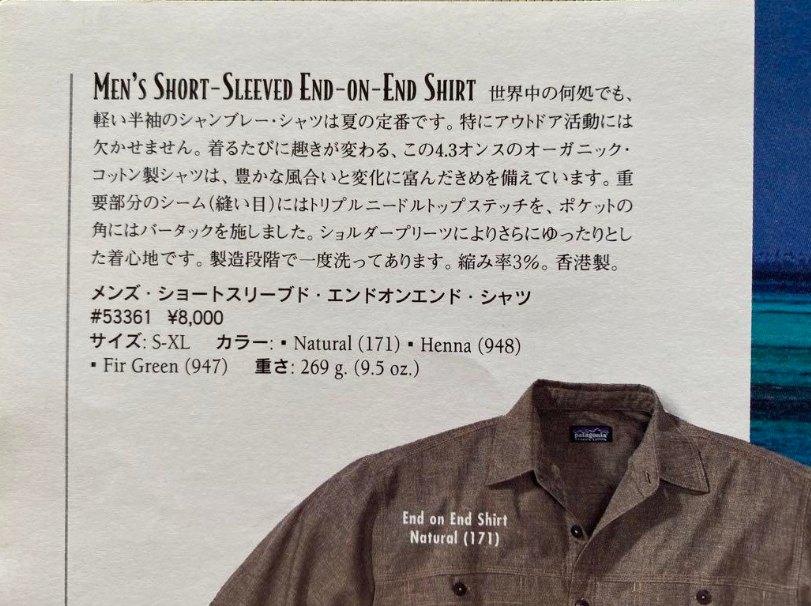 MEN'S SHORT-SLEEVED END-ON-END SHIRT 世界中の何処でも、
軽い半袖のシャンブレー・シャツは夏の定番です。特にアウトドア活動には
欠かせません。着るたびに趣きが変わる、この4.3オンスのオーガニック・
コットン製シャツは、豊かな風合いと変化に富んだきめを備えています。重
要部分のシーム(縫い目)にはトリプルニードルトップステッチを、ポケットの
角にはバータックを施しました。ショルダープリーツによりさらにゆったりとし
た着心地です。製造段階で一度洗ってあります。縮み率3%。香港製。
メンズ・ショートスリーブド・エンドオンエンド・シャツ
#53361 ¥8,000
サイズ: S-XL カラー: ▪ Natural (171) ▪ Henna (948)
▪ Fir Green (947) 重さ: 269 g. (9.5 oz.)
patagonia
End on End Shirt
Natural (171)